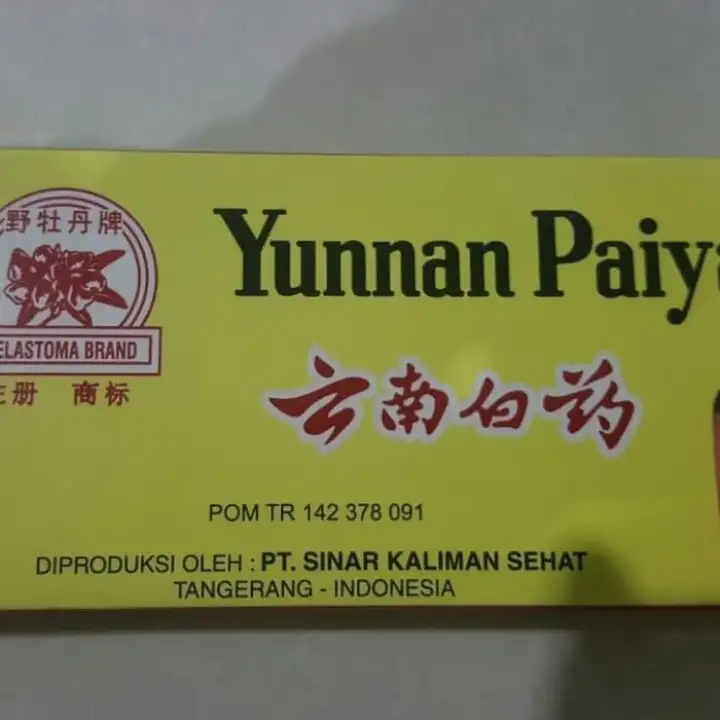 野牡丹牌
ELASTOMA BRAND
册 商标
Yunnan Paiy
云南白药
POM TR 142 378 091
DIPRODUKSI OLEH : PT. SINAR KALIMAN SEHAT
TANGERANG - INDONESIA